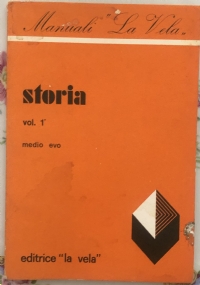 Manuali "La Vela"
storia
vol. 1°
medio evo
editrice "la vela"